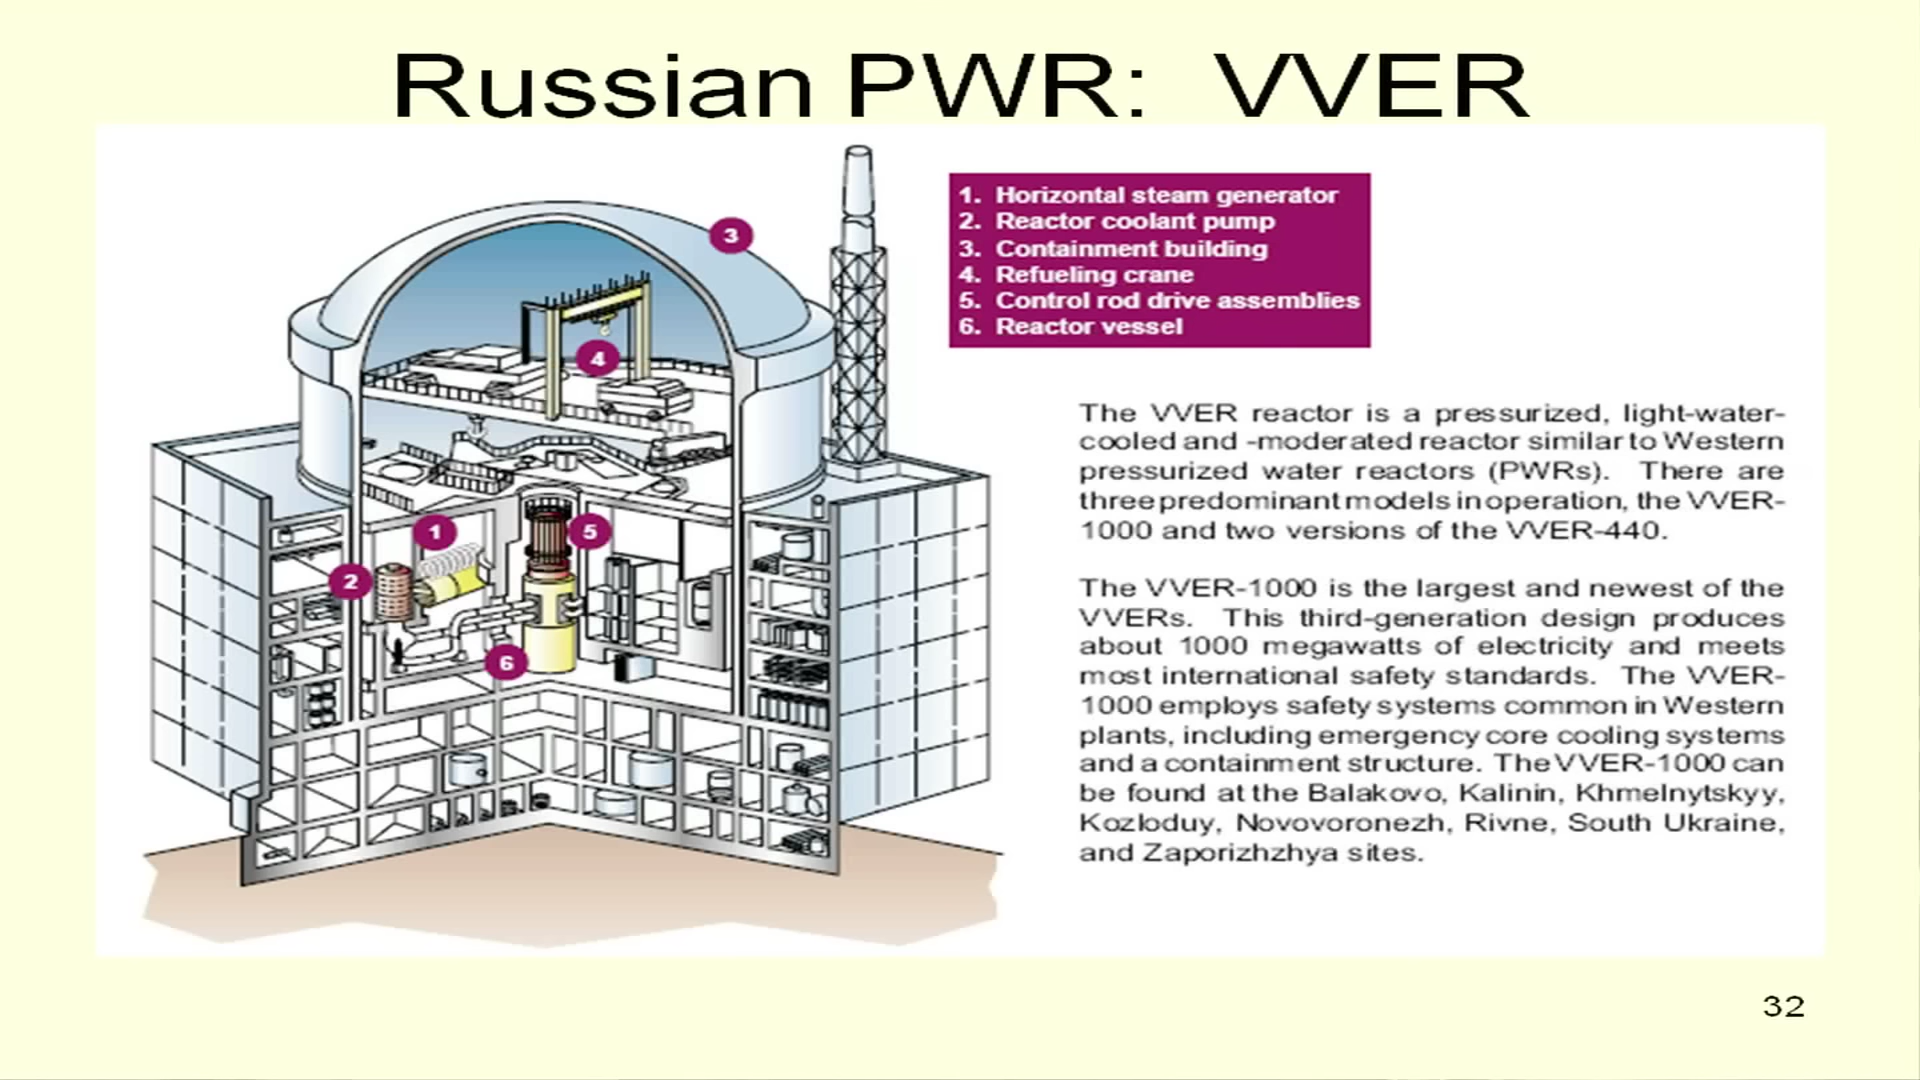 Russian PWR: VVER
3
1. Horizontal steam generator
2. Reactor coolant pump
3. Containment building
4. Refueling crane
5. Control rod drive assemblies
6. Reactor vessel
4
1
5
2
6
The VVER reactor is a pressurized, light-water-
cooled and -moderated reactor similar to Western
pressurized water reactors (PWRs). There are
three predominant models in operation, the VVER-
1000 and two versions of the VVER-440.
The VVER-1000 is the largest and newest of the
VVERs. This third-generation design produces
about 1000 megawatts of electricity and meets
most international safety standards. The VVER-
1000 employs safety systems common in Western
plants, including emergency core cooling systems
and a containment structure. The VVER-1000 can
be found at the Balakovo, Kalinin, Khmelnytskyy,
Kozloduy, Novovoronezh, Rivne, South Ukraine,
and Zaporizhzhya sites.
32